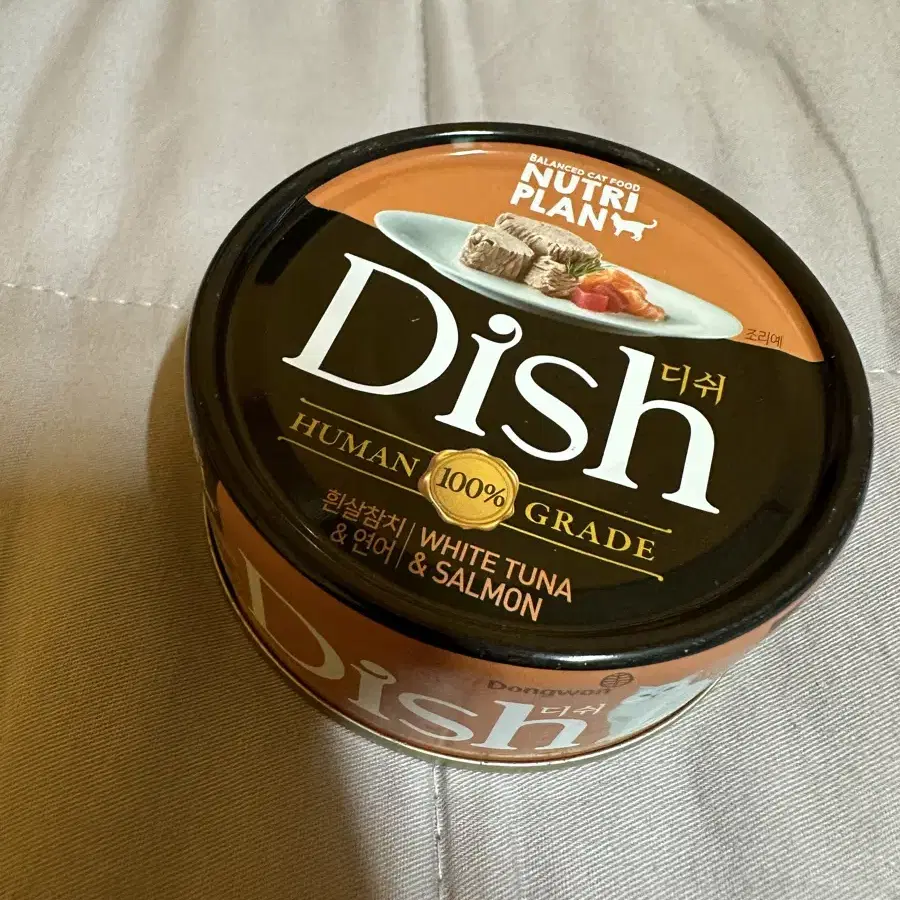 BALANCED CAT FOOD
NUTRI
PLAN
조리예
Dish
디쉬
HUMAN 100% GRADE
흰살참치
& 연어
WHITE TUNA
& SALMON
Dongwon
Dish
디쉬